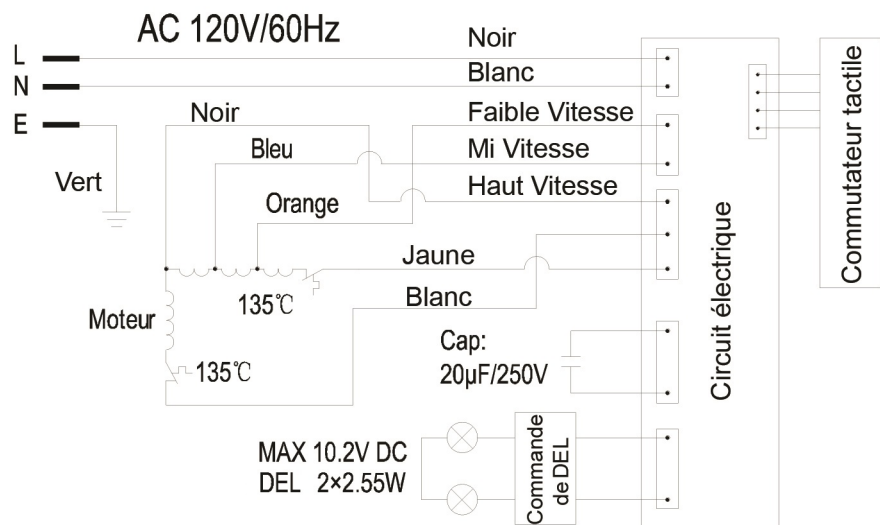 AC 120V/60Hz
L
N
E
Noir
Blanc
Noir
Faible Vitesse
Bleu
Mi Vitesse
Vert
Haut Vitesse
Orange
Jaune
135℃
Blanc
Moteur
135℃
Cap:
20µF/250V
MAX 10.2V DC
DEL 2×2.55W
Commande
de DEL
Circuit électrique
Commutateur tactile